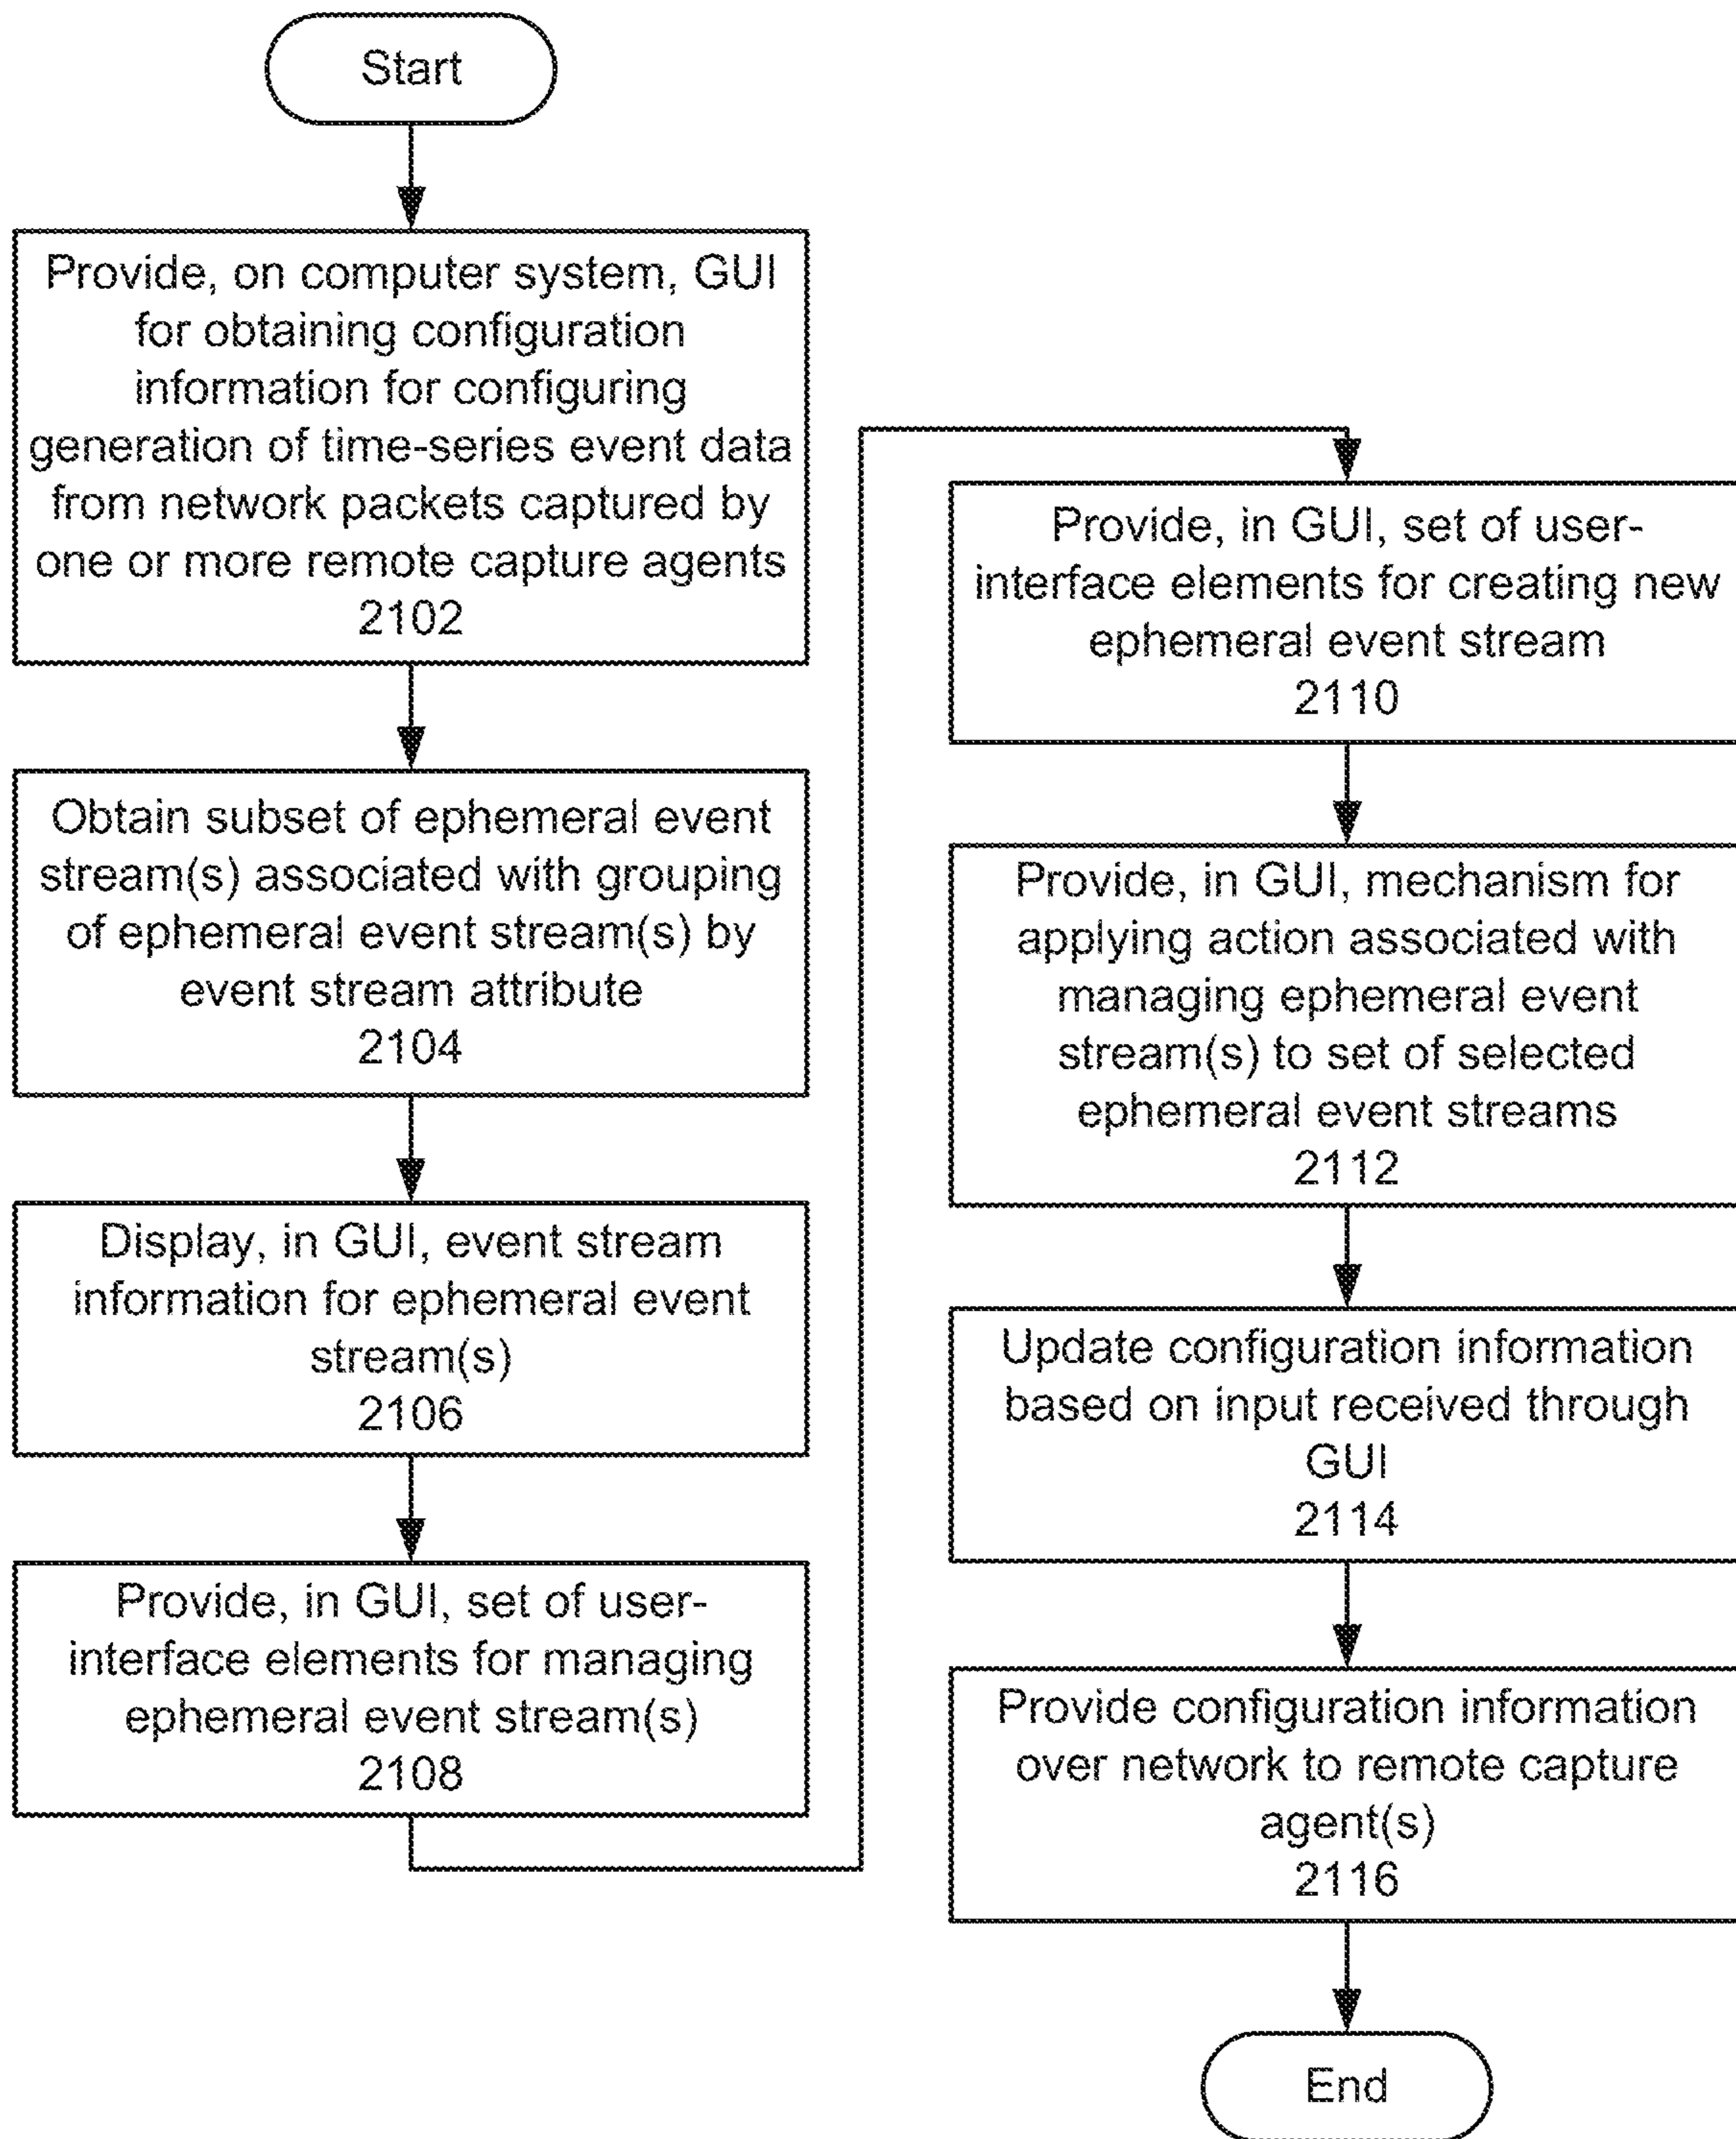 Start
Provide, on computer system, GUI
for obtaining configuration
information for configuring
generation of time-series event data
from network packets captured by
one or more remote capture agents
2102
Obtain subset of ephemeral event
stream(s) associated with grouping
of ephemeral event stream(s) by
event stream attribute
2104
Display, in GUI, event stream
information for ephemeral event
stream(s)
2106
Provide, in GUI, set of user-
interface elements for managing
ephemeral event stream(s)
2108
Provide, in GUI, set of user-
interface elements for creating new
ephemeral event stream
2110
Provide, in GUI, mechanism for
applying action associated with
managing ephemeral event
stream(s) to set of selected
ephemeral event streams
2112
Update configuration information
based on input received through
GUI
2114
Provide configuration information
over network to remote capture
agent(s)
2116
End